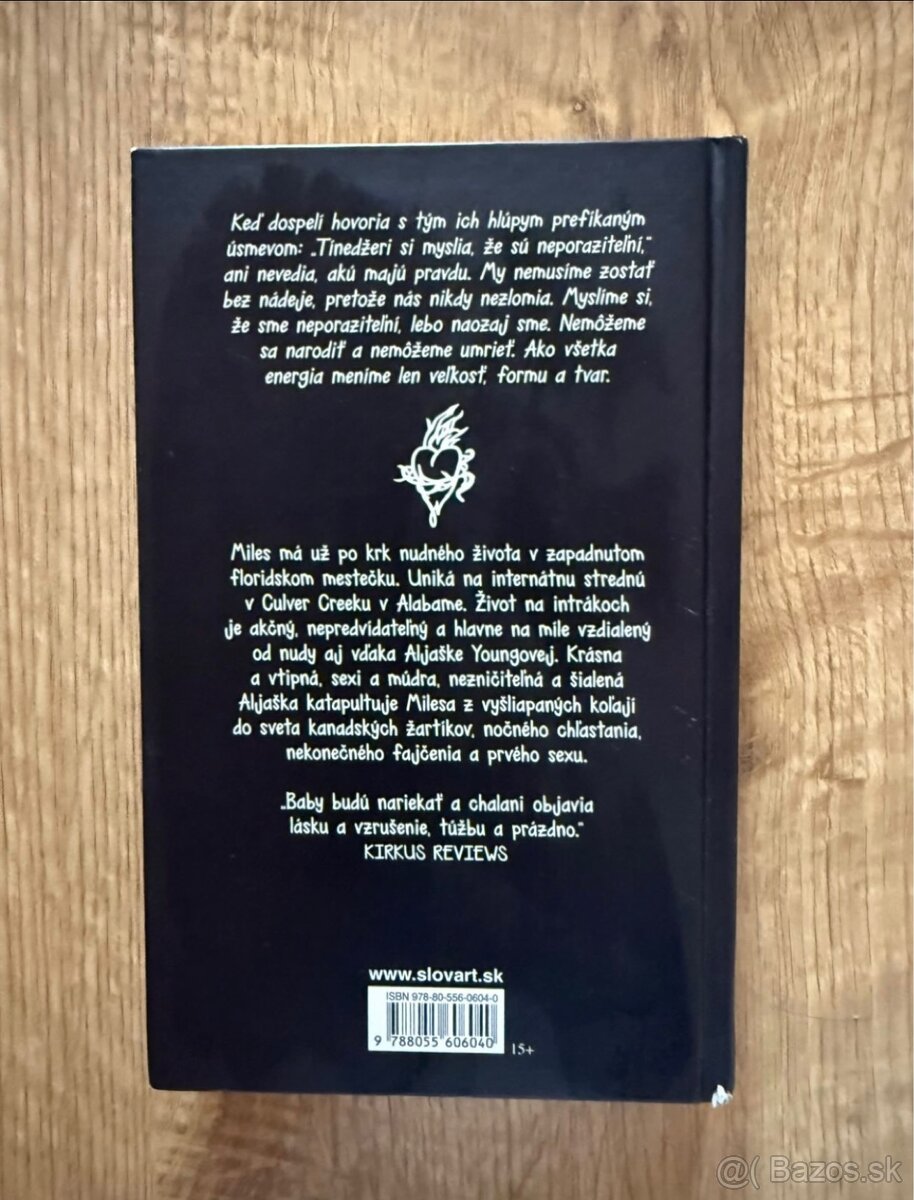 Keď dospelí hovoria s tým ich hlúpym prefíkaným
úsmevom: „Tínedžeri si myslia, že sú neporaziteľní,“
ani nevedia, akú majú pravdu. My nemusíme zostať
bez nádeje, pretože nás nikdy nezlomia. Myslíme si,
že sme neporaziteľní, lebo naozaj sme. Nemôžeme
sa narodiť a nemôžeme umrieť. Ako všetka
energia meníme len veľkosť, formu a tvar.
Miles má už po krk nudného života v zapadnutom
floridskom mestečku. Uniká na internátnu strednú
v Culver Creeku v Alabame. Život na intrákoch
je akčný, nepredvídateľný a hlavne na míle vzdialený
od nudy aj vďaka Aljaške Youngovej. Krásna
a vtipná, sexi a múdra, nezničiteľná a šialená
Aljaška katapultuje Milesa z vyšliapaných koľají
do sveta kanadských žartíkov, nočného chľastania,
nekonečného fajčenia a prvého sexu.
„Baby budú nariekať a chalani objavia
lásku a vzrušenie, túžbu a prázdno.“
KIRKUS REVIEWS
www.slovart.sk
ISBN 978-80-556-0604-0
9 788055 606040
15+
@( Bazos.sk